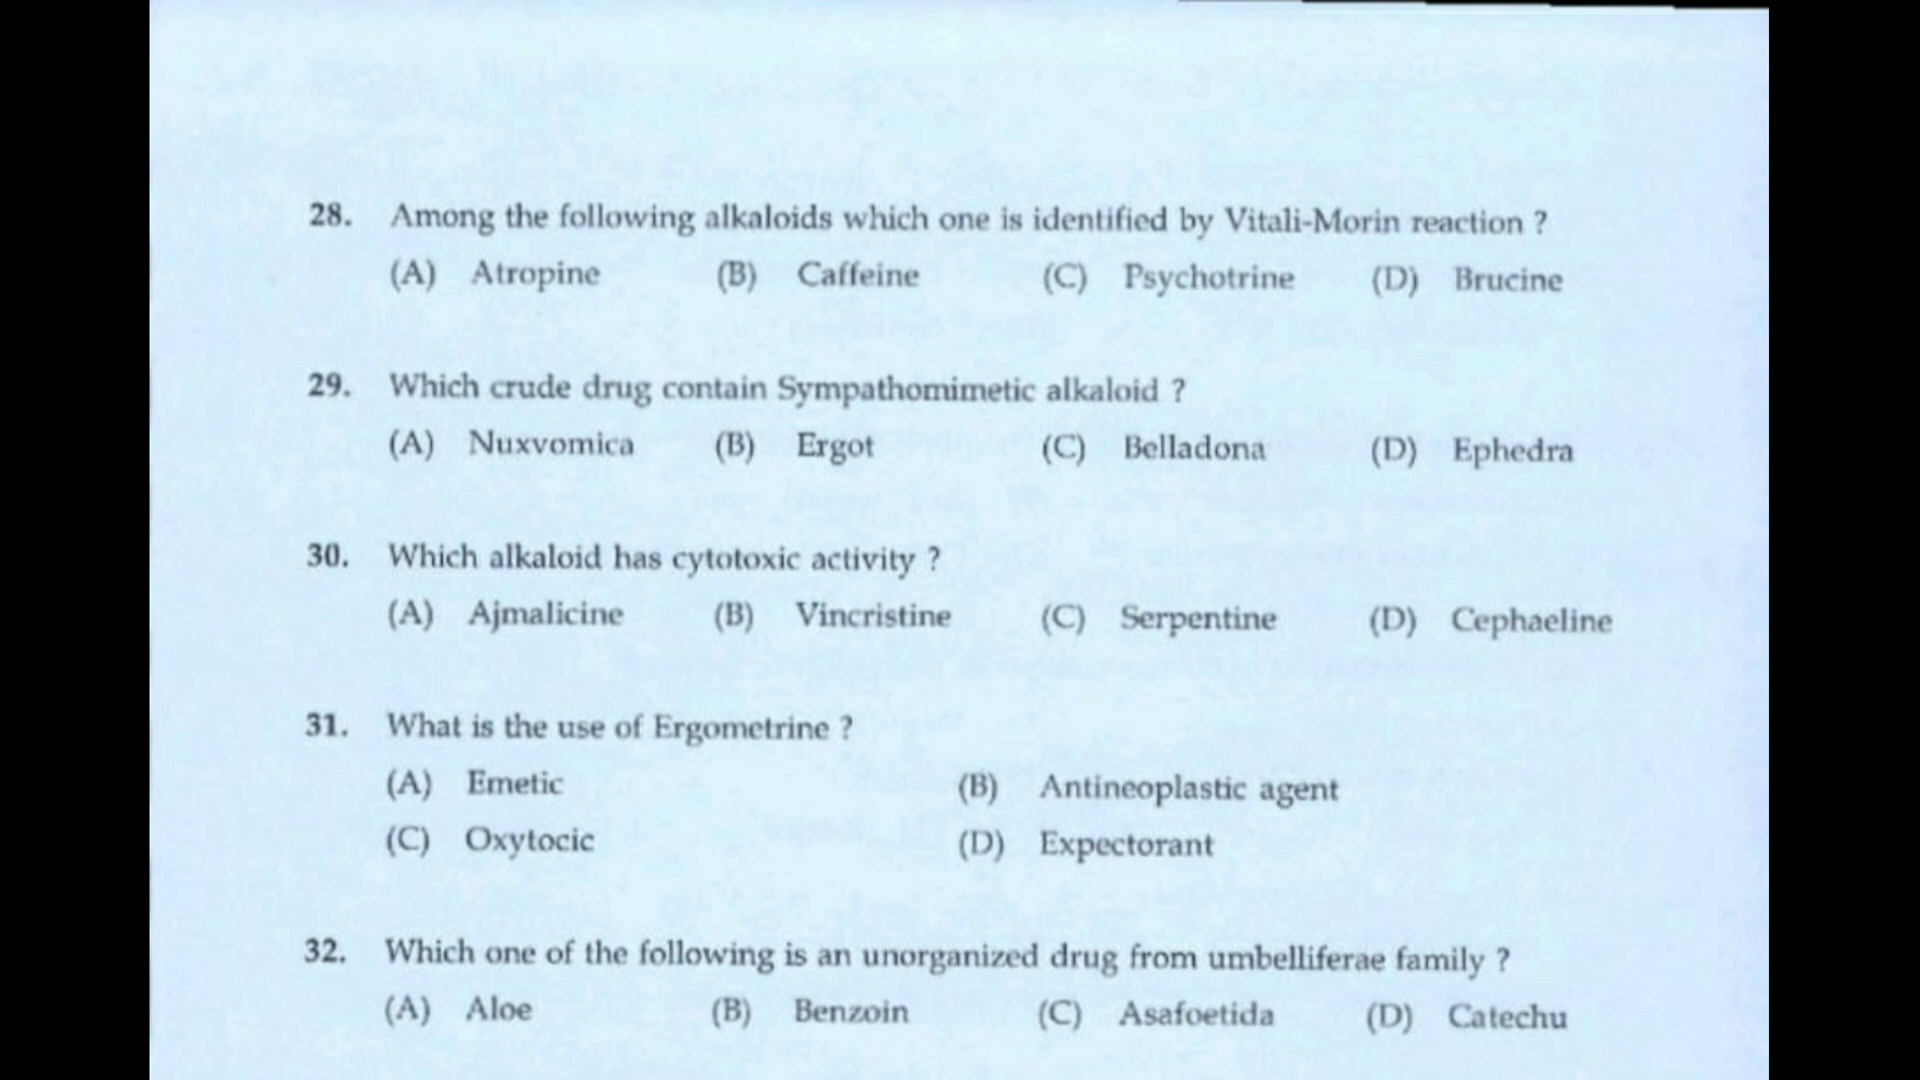 28. Among the following alkaloids which one is identified by Vitali-Morin reaction ?
(A) Atropine (B) Caffeine (C) Psychotrine (D) Brucine
29. Which crude drug contain Sympathomimetic alkaloid ?
(A) Nuxvomica (B) Ergot (C) Belladona (D) Ephedra
30. Which alkaloid has cytotoxic activity ?
(A) Ajmalicine (B) Vincristine (C) Serpentine (D) Cephaeline
31. What is the use of Ergometrine ?
(A) Emetic (B) Antineoplastic agent
(C) Oxytocic (D) Expectorant
32. Which one of the following is an unorganized drug from umbelliferae family ?
(A) Aloe (B) Benzoin (C) Asafoetida (D) Catechu